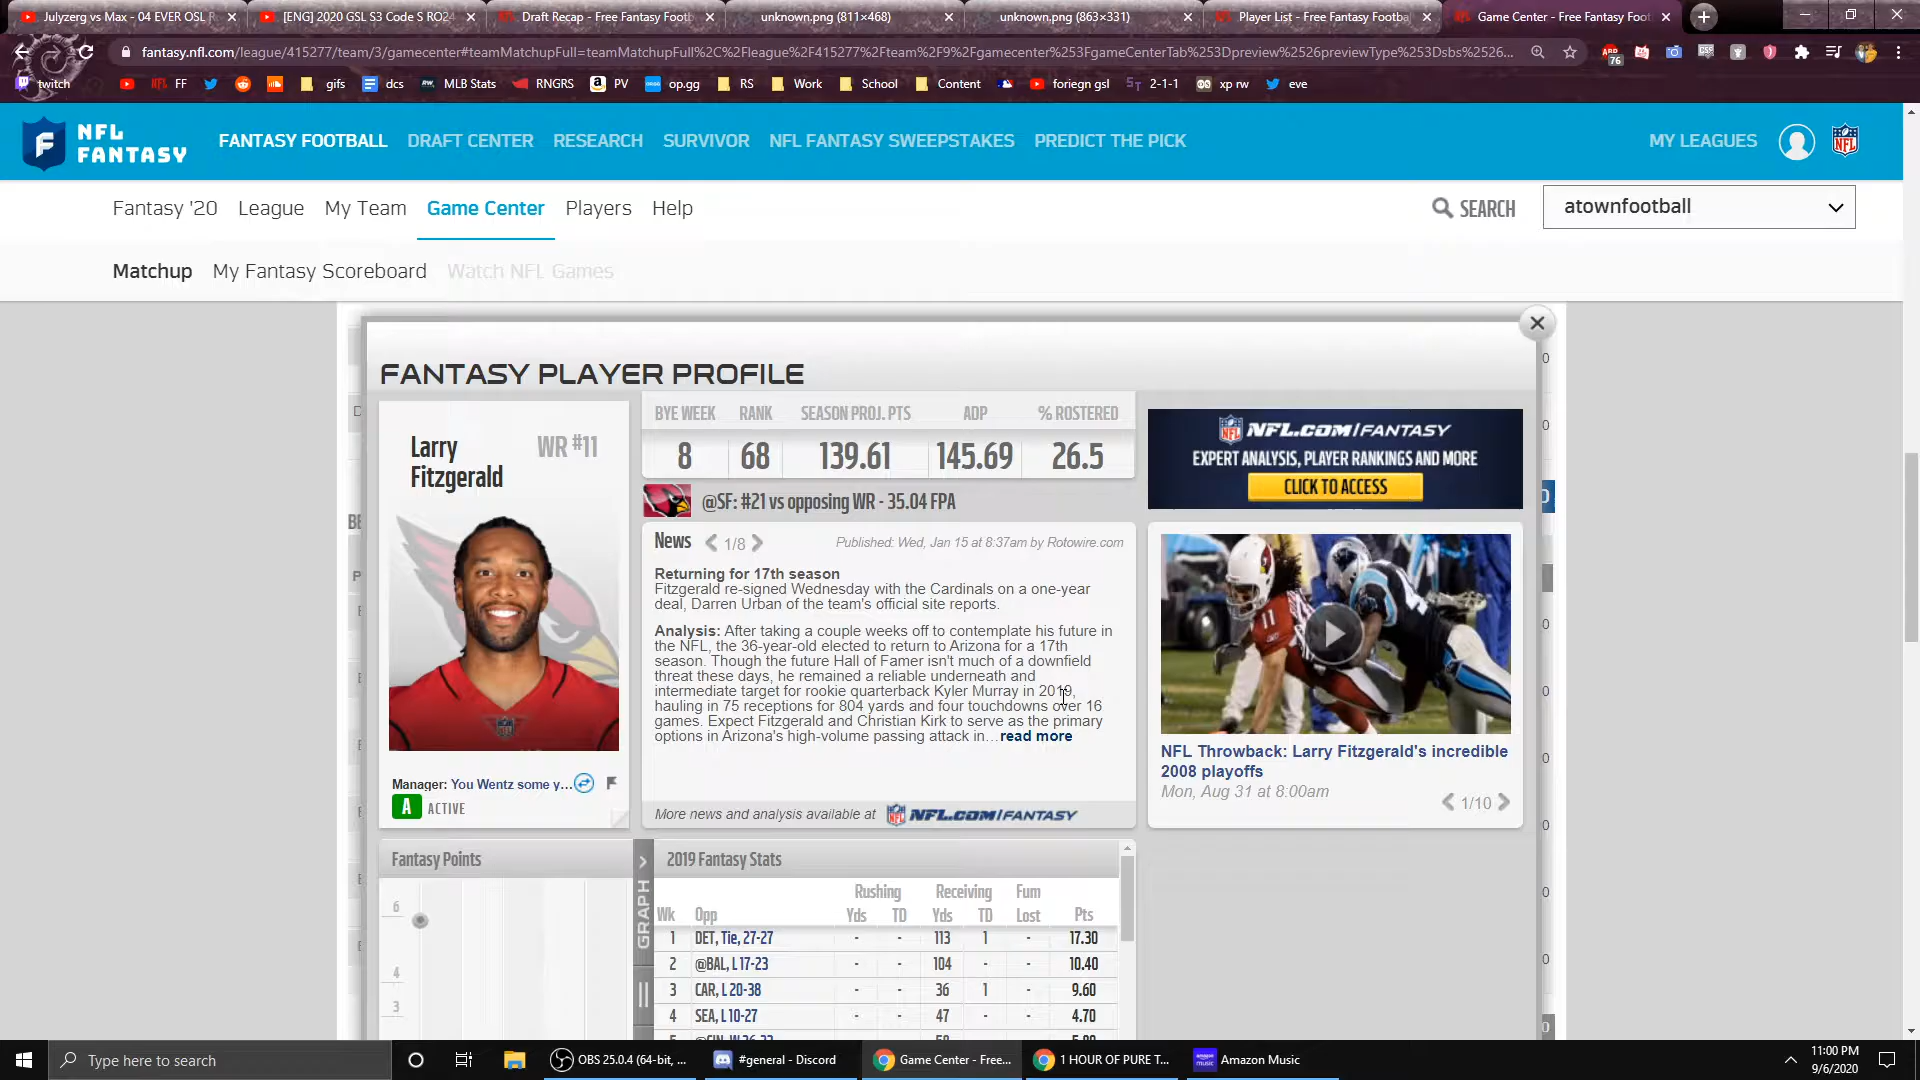 Julyzerg vs Max - 04 EVER OSL F
[ENG] 2020 GSL S3 Code S RO24
Draft Recap - Free Fantasy Footb
unknown.png (811×468)
unknown.png (863×331)
Player List - Free Fantasy Footba
Game Center - Free Fantasy Foot
fantasy.nfl.com/league/415277/team/3/gamecenter#teamMatchupFull=teamMatchupFull%2C%2Fleague%2F415277%2Fteam%2F9%2Fgamecenter%253FgameCenterTab%253Dpreview%2526previewType%253Dsbs%2526...
76
twitch FF gifs dcs MLB Stats RNGRS PV op.gg RS Work School Content foriegn gsl 2-1-1 xp rw eve
NFL FANTASY
FANTASY FOOTBALL DRAFT CENTER RESEARCH SURVIVOR NFL FANTASY SWEEPSTAKES PREDICT THE PICK MY LEAGUES
Fantasy '20 League My Team Game Center Players Help SEARCH atownfootball
Matchup My Fantasy Scoreboard Watch NFL Games
FANTASY PLAYER PROFILE
Larry Fitzgerald WR #11
BYE WEEK RANK SEASON PROJ. PTS ADP % ROSTERED
8 68 139.61 145.69 26.5
@SF: #21 vs opposing WR - 35.04 FPA
NFL.COM/FANTASY
EXPERT ANALYSIS, PLAYER RANKINGS AND MORE
CLICK TO ACCESS
News 1/8 Published: Wed, Jan 15 at 8:37am by Rotowire.com
Returning for 17th season
Fitzgerald re-signed Wednesday with the Cardinals on a one-year
deal, Darren Urban of the team's official site reports.
Analysis: After taking a couple weeks off to contemplate his future in
the NFL, the 36-year-old elected to return to Arizona for a 17th
season. Though the future Hall of Famer isn't much of a downfield
threat these days, he remained a reliable underneath and
intermediate target for rookie quarterback Kyler Murray in 2019,
hauling in 75 receptions for 804 yards and four touchdowns over 16
games. Expect Fitzgerald and Christian Kirk to serve as the primary
options in Arizona's high-volume passing attack in...read more
More news and analysis available at NFL.COM/FANTASY
Manager: You Wentz some y...
A ACTIVE
NFL Throwback: Larry Fitzgerald's incredible
2008 playoffs
Mon, Aug 31 at 8:00am
1/10
Fantasy Points
6
4
3
GRAPH
2019 Fantasy Stats
Rushing Receiving Fum
Wk Opp Yds TD Yds TD Lost Pts
1 DET, Tie, 27-27 - - 113 1 - 17.30
2 @BAL, L 17-23 - - 104 - - 10.40
3 CAR, L 20-38 - - 36 1 - 9.60
4 SEA, L 10-27 - - 47 - - 4.70
Type here to search
OBS 25.0.4 (64-bit, ...
#general - Discord
Game Center - Free...
1 HOUR OF PURE T...
Amazon Music
11:00 PM
9/6/2020